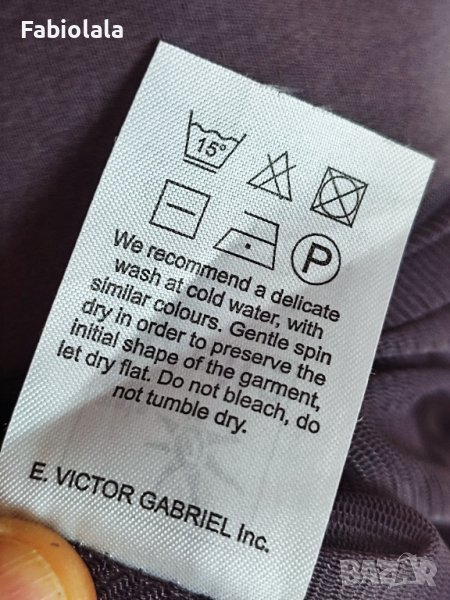 Fabiolala
15°
P
We recommend a delicate
wash at cold water, with
similar colours. Gentle spin
dry in order to preserve the
initial shape of the garment,
let dry flat. Do not bleach, do
not tumble dry.
E. VICTOR GABRIEL Inc.
BAZAR